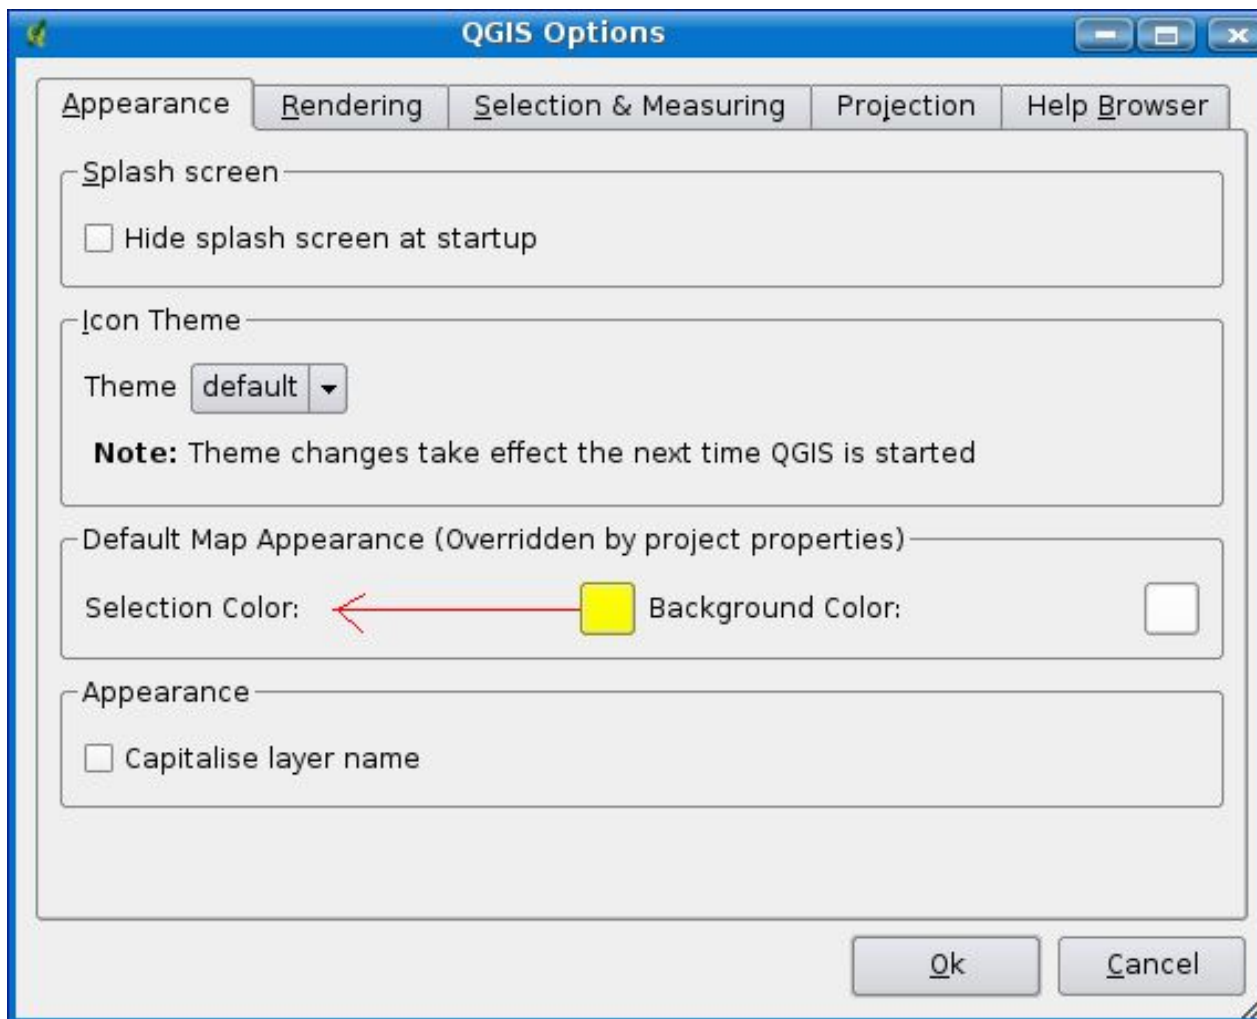 QGIS Options
Appearance Rendering Selection & Measuring Projection Help Browser
Splash screen
Hide splash screen at startup
Icon Theme
Theme default
Note: Theme changes take effect the next time QGIS is started
Default Map Appearance (Overridden by project properties)
Selection Color: Background Color:
Appearance
Capitalise layer name
Ok Cancel